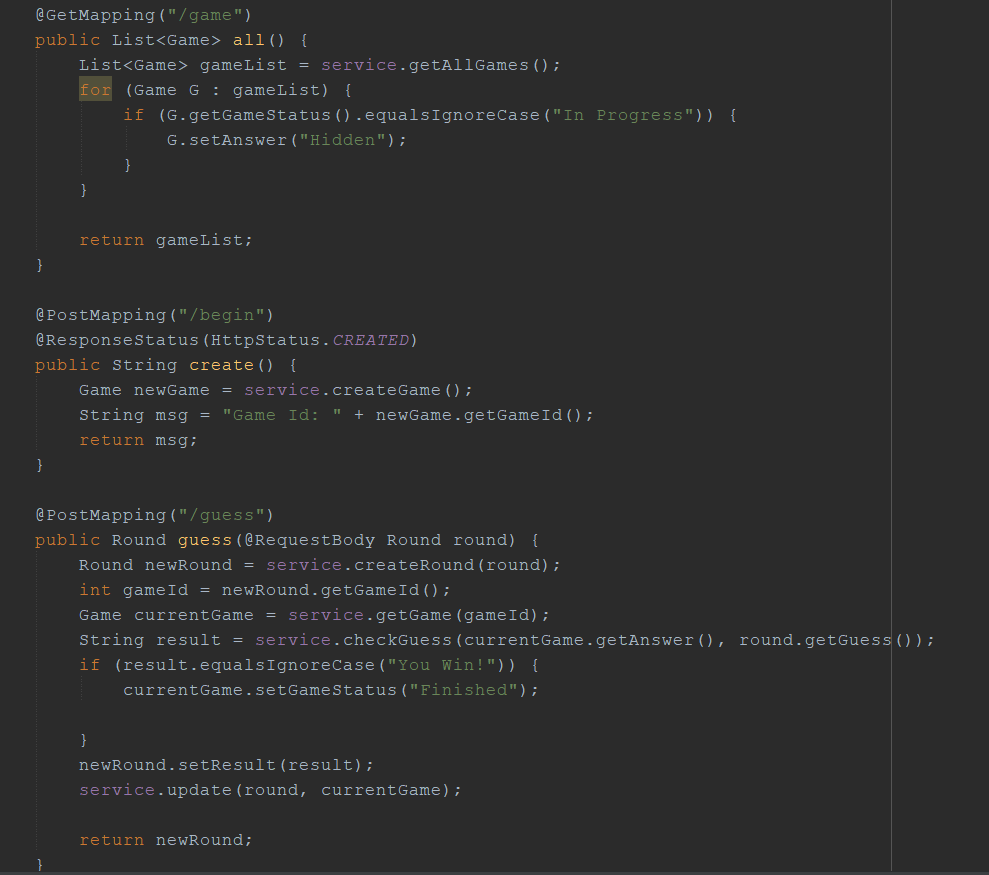 @GetMapping("/game")
public List<Game> all() {
    List<Game> gameList = service.getAllGames();
    for (Game G : gameList) {
        if (G.getGameStatus().equalsIgnoreCase("In Progress")) {
            G.setAnswer("Hidden");
        }
    }

    return gameList;
}

@PostMapping("/begin")
@ResponseStatus(HttpStatus.CREATED)
public String create() {
    Game newGame = service.createGame();
    String msg = "Game Id: " + newGame.getGameId();
    return msg;
}

@PostMapping("/guess")
public Round guess(@RequestBody Round round) {
    Round newRound = service.createRound(round);
    int gameId = newRound.getGameId();
    Game currentGame = service.getGame(gameId);
    String result = service.checkGuess(currentGame.getAnswer(), round.getGuess());
    if (result.equalsIgnoreCase("You Win!")) {
        currentGame.setGameStatus("Finished");

    }
    newRound.setResult(result);
    service.update(round, currentGame);

    return newRound;
}